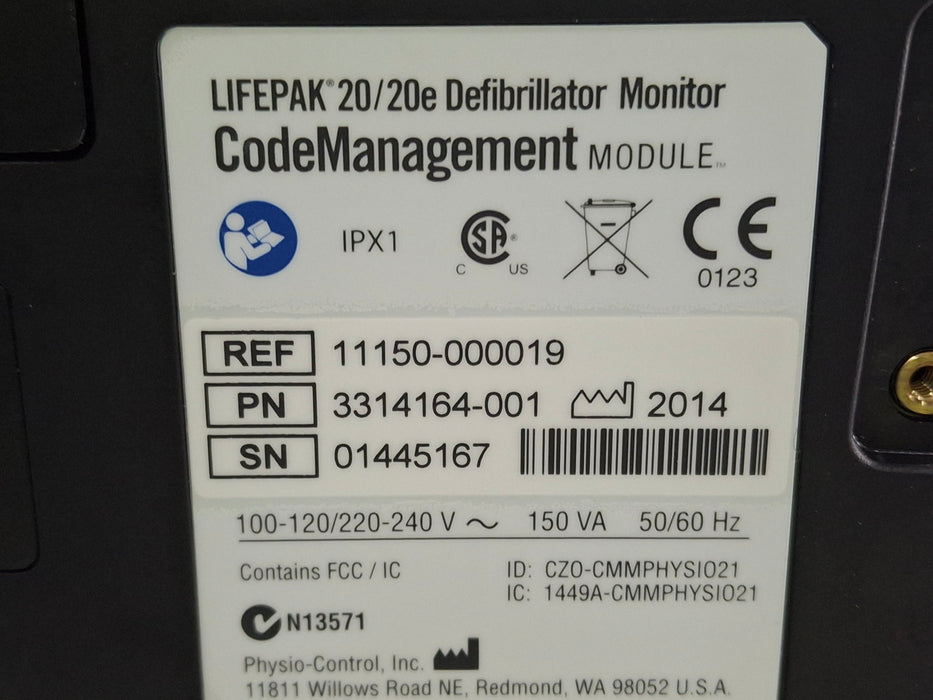 LIFEPAK® 20/20e Defibrillator Monitor
CodeManagement MODULE™
IPX1
SA®
C US
CE
0123
REF 11150-000019
PN 3314164-001 2014
SN 01445167
100-120/220-240 V ~ 150 VA 50/60 Hz
Contains FCC / IC ID: CZO-CMMPHYSIO21
IC: 1449A-CMMPHYSIO21
N13571
Physio-Control, Inc.
11811 Willows Road NE, Redmond, WA 98052 U.S.A.